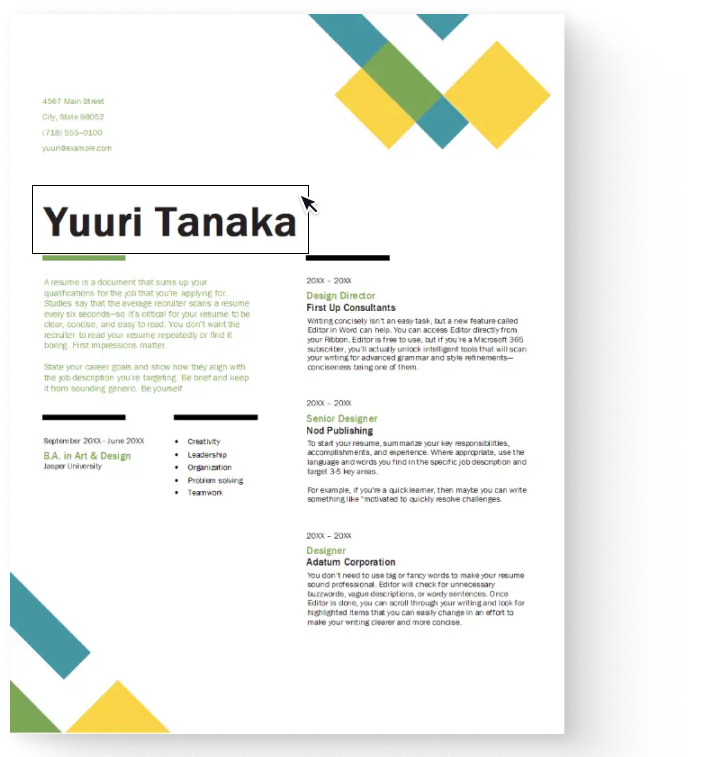 4567 Main Street
City, State 98052
(718) 555–0100
yuuri@example.com
Yuuri Tanaka
A resume is a document that sums up your
qualifications for the job that you're applying for.
Studies say that the average recruiter scans a resume
every six seconds—so it's critical for your resume to be
clear, concise, and easy to read. You don't want the
recruiter to read your resume repeatedly or find it
boring. First impressions matter.
State your career goals and show how they align with
the job description you're targeting. Be brief and keep
it from sounding generic. Be yourself.
September 20XX - June 20XX
B.A. in Art & Design
Jasper University
• Creativity
• Leadership
• Organization
• Problem solving
• Teamwork
20XX – 20XX
Design Director
First Up Consultants
Writing concisely isn't an easy task, but a new feature called
Editor in Word can help. You can access Editor directly from
your Ribbon. Editor is free to use, but if you're a Microsoft 365
subscriber, you'll actually unlock intelligent tools that will scan
your writing for advanced grammar and style refinements—
conciseness being one of them.
20XX – 20XX
Senior Designer
Nod Publishing
To start your resume, summarize your key responsibilities,
accomplishments, and experience. Where appropriate, use the
language and words you find in the specific job description and
target 3-5 key areas.
For example, if you're a quick learner, then maybe you can write
something like "motivated to quickly resolve challenges.
20XX – 20XX
Designer
Adatum Corporation
You don't need to use big or fancy words to make your resume
sound professional. Editor will check for unnecessary
buzzwords, vague descriptions, or wordy sentences. Once
Editor is done, you can scroll through your writing and look for
highlighted items that you can easily change in an effort to
make your writing clearer and more concise.